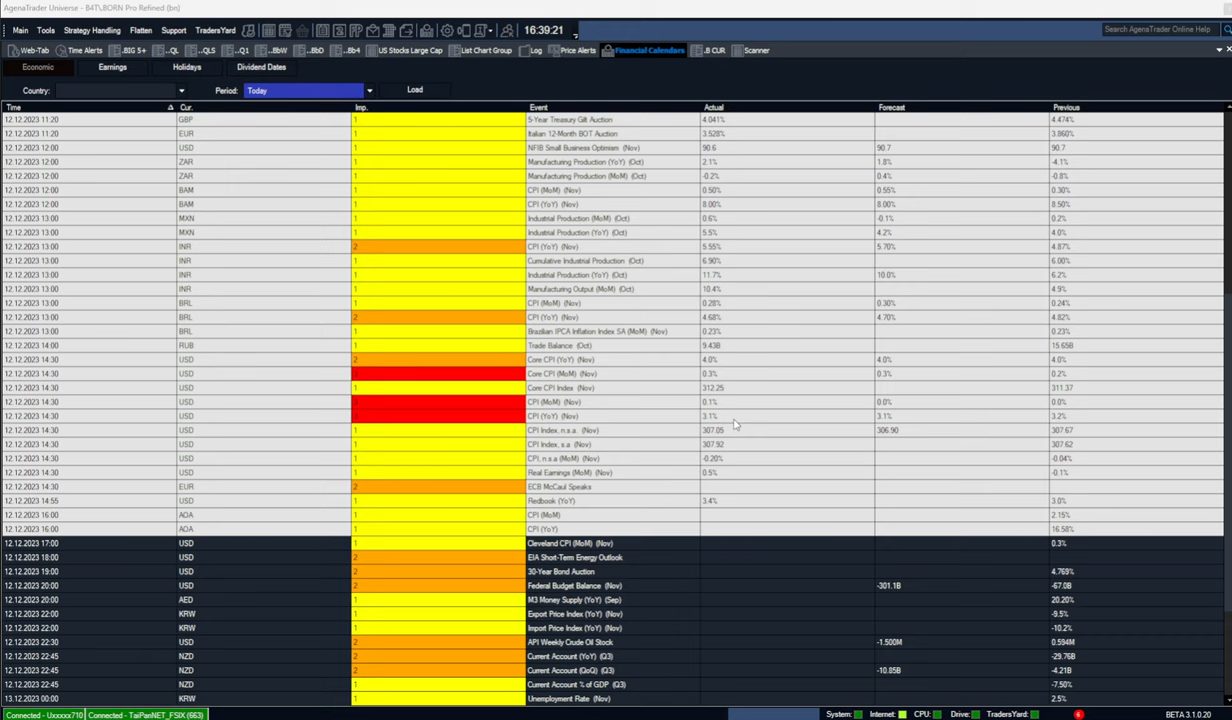 AgenaTrader Universe - B4T\BORN Pro Refined (bn)
Main Tools Strategy Handling Flatten Support TradersYard 16:39:21 Search AgenaTrader Online Help
Web-Tab Time Alerts .BIG 5+ ..QL ..QLS ..Q1 ..BbW ..BbD ..Bb4 US Stocks Large Cap List Chart Group Log Price Alerts Financial Calendars .B CUR Scanner
Economic Earnings Holidays Dividend Dates
Country: Period: Today Load
Time Cur. Imp. Event Actual Forecast Previous
12.12.2023 11:20 GBP 1 5-Year Treasury Gilt Auction 4.041% 4.474%
12.12.2023 11:20 EUR 1 Italian 12-Month BOT Auction 3.528% 3.860%
12.12.2023 12:00 USD 1 NFIB Small Business Optimism (Nov) 90.6 90.7 90.7
12.12.2023 12:00 ZAR 1 Manufacturing Production (YoY) (Oct) 2.1% 1.8% -4.1%
12.12.2023 12:00 ZAR 1 Manufacturing Production (MoM) (Oct) -0.2% 0.4% -0.8%
12.12.2023 12:00 BAM 1 CPI (MoM) (Nov) 0.50% 0.55% 0.30%
12.12.2023 12:00 BAM 1 CPI (YoY) (Nov) 8.00% 8.00% 8.50%
12.12.2023 13:00 MXN 1 Industrial Production (MoM) (Oct) 0.6% -0.1% 0.2%
12.12.2023 13:00 MXN 1 Industrial Production (YoY) (Oct) 5.5% 4.2% 4.0%
12.12.2023 13:00 INR 2 CPI (YoY) (Nov) 5.55% 5.70% 4.87%
12.12.2023 13:00 INR 1 Cumulative Industrial Production (Oct) 6.90% 6.00%
12.12.2023 13:00 INR 1 Industrial Production (YoY) (Oct) 11.7% 10.0% 6.2%
12.12.2023 13:00 INR 1 Manufacturing Output (MoM) (Oct) 10.4% 4.9%
12.12.2023 13:00 BRL 1 CPI (MoM) (Nov) 0.28% 0.30% 0.24%
12.12.2023 13:00 BRL 2 CPI (YoY) (Nov) 4.68% 4.70% 4.82%
12.12.2023 13:00 BRL 1 Brazilian IPCA Inflation Index SA (MoM) (Nov) 0.23% 0.23%
12.12.2023 14:00 RUB 1 Trade Balance (Oct) 9.43B 15.65B
12.12.2023 14:30 USD 2 Core CPI (YoY) (Nov) 4.0% 4.0% 4.0%
12.12.2023 14:30 USD Core CPI (MoM) (Nov) 0.3% 0.3% 0.2%
12.12.2023 14:30 USD 1 Core CPI Index (Nov) 312.25 311.37
12.12.2023 14:30 USD CPI (MoM) (Nov) 0.1% 0.0% 0.0%
12.12.2023 14:30 USD CPI (YoY) (Nov) 3.1% 3.1% 3.2%
12.12.2023 14:30 USD 1 CPI Index, n.s.a. (Nov) 307.05 306.90 307.67
12.12.2023 14:30 USD 1 CPI Index, s.a (Nov) 307.92 307.62
12.12.2023 14:30 USD 1 CPI, n.s.a (MoM) (Nov) -0.20% -0.04%
12.12.2023 14:30 USD 1 Real Earnings (MoM) (Nov) 0.5% -0.1%
12.12.2023 14:30 EUR 2 ECB McCaul Speaks
12.12.2023 14:55 USD 1 Redbook (YoY) 3.4% 3.0%
12.12.2023 16:00 AOA 1 CPI (MoM) 2.15%
12.12.2023 16:00 AOA 1 CPI (YoY) 16.58%
12.12.2023 17:00 USD 1 Cleveland CPI (MoM) (Nov) 0.3%
12.12.2023 18:00 USD 2 EIA Short-Term Energy Outlook
12.12.2023 19:00 USD 2 30-Year Bond Auction 4.769%
12.12.2023 20:00 USD 2 Federal Budget Balance (Nov) -301.1B -67.0B
12.12.2023 20:00 AED 1 M3 Money Supply (YoY) (Sep) 20.20%
12.12.2023 22:00 KRW 1 Export Price Index (YoY) (Nov) -9.5%
12.12.2023 22:00 KRW 1 Import Price Index (YoY) (Nov) -10.2%
12.12.2023 22:30 USD 2 API Weekly Crude Oil Stock -1.500M 0.594M
12.12.2023 22:45 NZD 2 Current Account (YoY) (Q3) -29.76B
12.12.2023 22:45 NZD 2 Current Account (QoQ) (Q3) -10.85B -4.21B
12.12.2023 22:45 NZD 1 Current Account % of GDP (Q3) -7.50%
13.12.2023 00:00 KRW 1 Unemployment Rate (Nov) 2.5%
Connected - Uxxxxx710 Connected - TaiPanNET_FSIX (663) System: Internet: CPU: Drive: TradersYard: 6 BETA 3.1.0.20